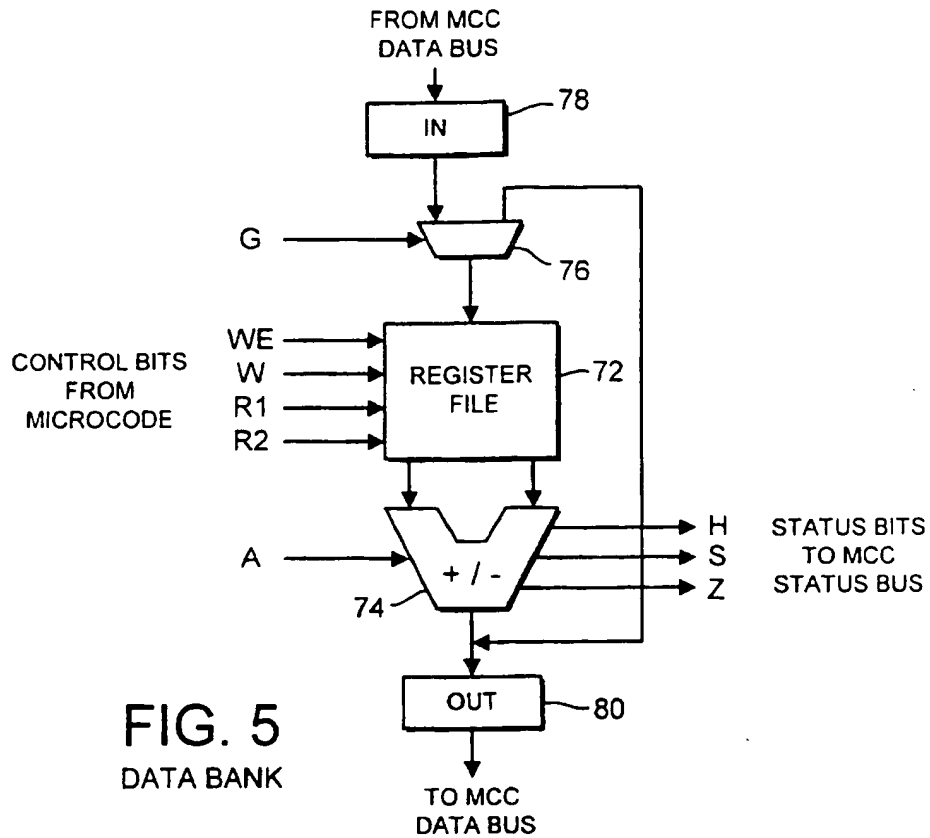 FROM MCC
DATA BUS
78
IN
G
76
CONTROL BITS
FROM
MICROCODE
WE
W
R1
R2
REGISTER
FILE
72
A
+ / -
74
H
S
Z
STATUS BITS
TO MCC
STATUS BUS
OUT
80
FIG. 5
DATA BANK
TO MCC
DATA BUS